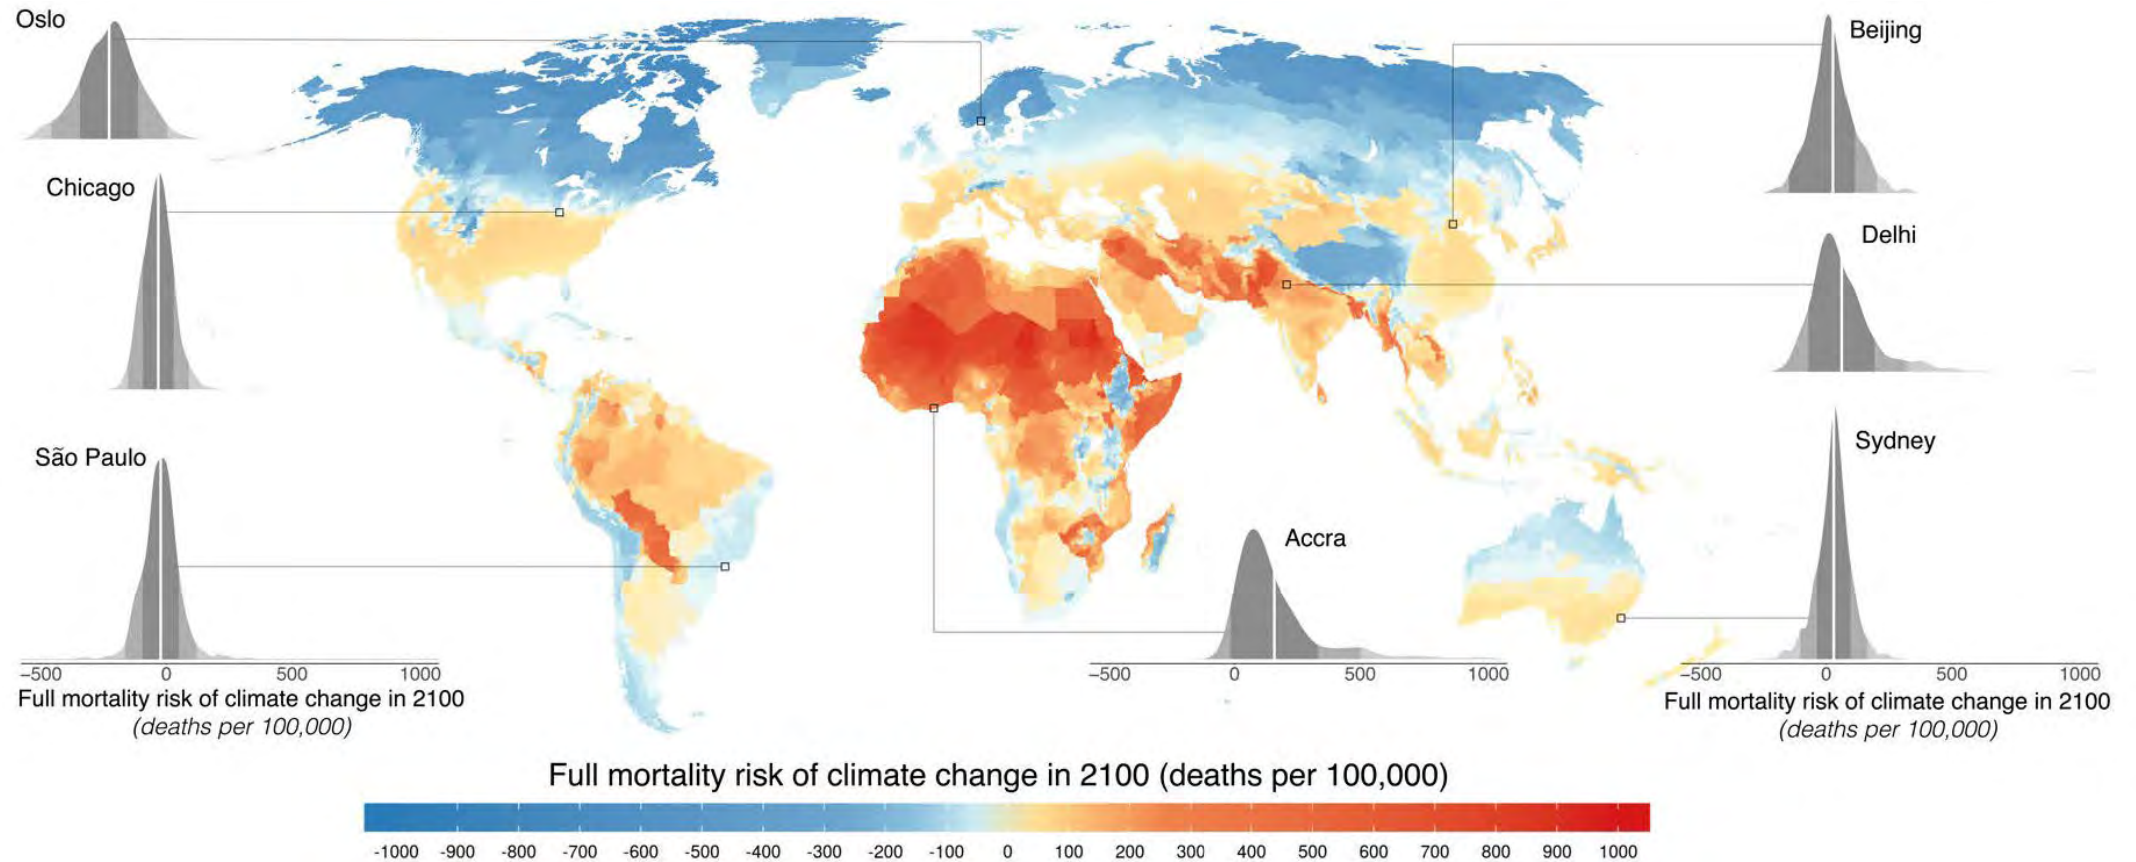 Oslo
Beijing
Chicago
Delhi
São Paulo
Sydney
Accra
−500 0 500 1000
Full mortality risk of climate change in 2100
(deaths per 100,000)
−500 0 500 1000
−500 0 500 1000
Full mortality risk of climate change in 2100
(deaths per 100,000)
Full mortality risk of climate change in 2100 (deaths per 100,000)
-1000 -900 -800 -700 -600 -500 -400 -300 -200 -100 0 100 200 300 400 500 600 700 800 900 1000